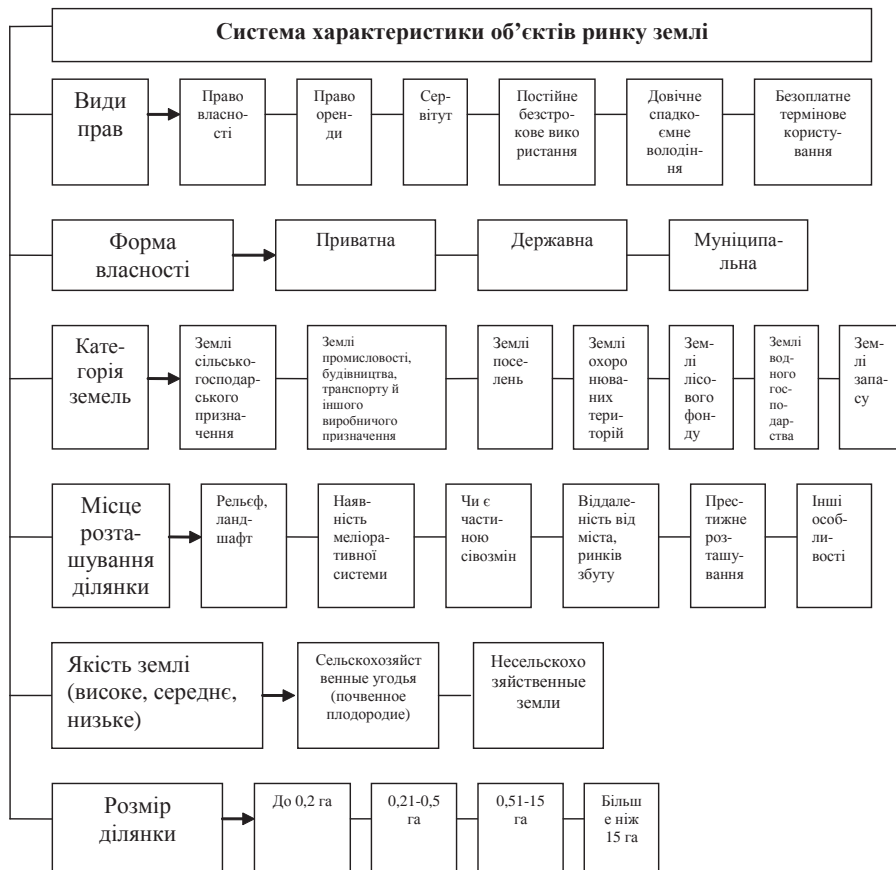 Система характеристики об’єктів ринку землі
Види
прав
Право
власно-
сті
Право
орен-
ди
Сер-
вітут
Постійне
безстро-
кове вико
ристання
Довічне
спадко-
ємне
володін-
ня
Безоплатне
термінове
користу-
вання
Форма
власності
Приватна
Державна
Муніципа-
льна
Кате-
горія
земель
Землі
сільсько-
господар-
ського
призна-
чення
Землі
промисловості,
будівництва,
транспорту й
іншого
виробничого
призначення
Землі
посе-
лень
Землі
охоро
нюва-
них
тери-
торій
Зем-
лі
лісо-
вого
фон-
ду
Землі
вод-
ного
гос-
по-
дар-
ства
Зем-
лі
запа-
су
Місце
розта-
шування
ділянки
Рельєф,
ланд-
шафт
Наяв-
ність
меліора-
тивної
системи
Чи є
части-
ною
сівозмін
Віддале-
ність від
міста,
ринків
збуту
Прес-
тижне
роз-
ташу-
вання
Інші
особ-
ли-
вості
Якість землі
(високе, середнє,
низьке)
Сельскохозяйст
венные угодья
(почвенное
плодородие)
Несельскохо
зяйственные
земли
Розмір
ділянки
До 0,2 га
0,21-0,5
га
0,51-15
га
Більш
е ніж
15 га